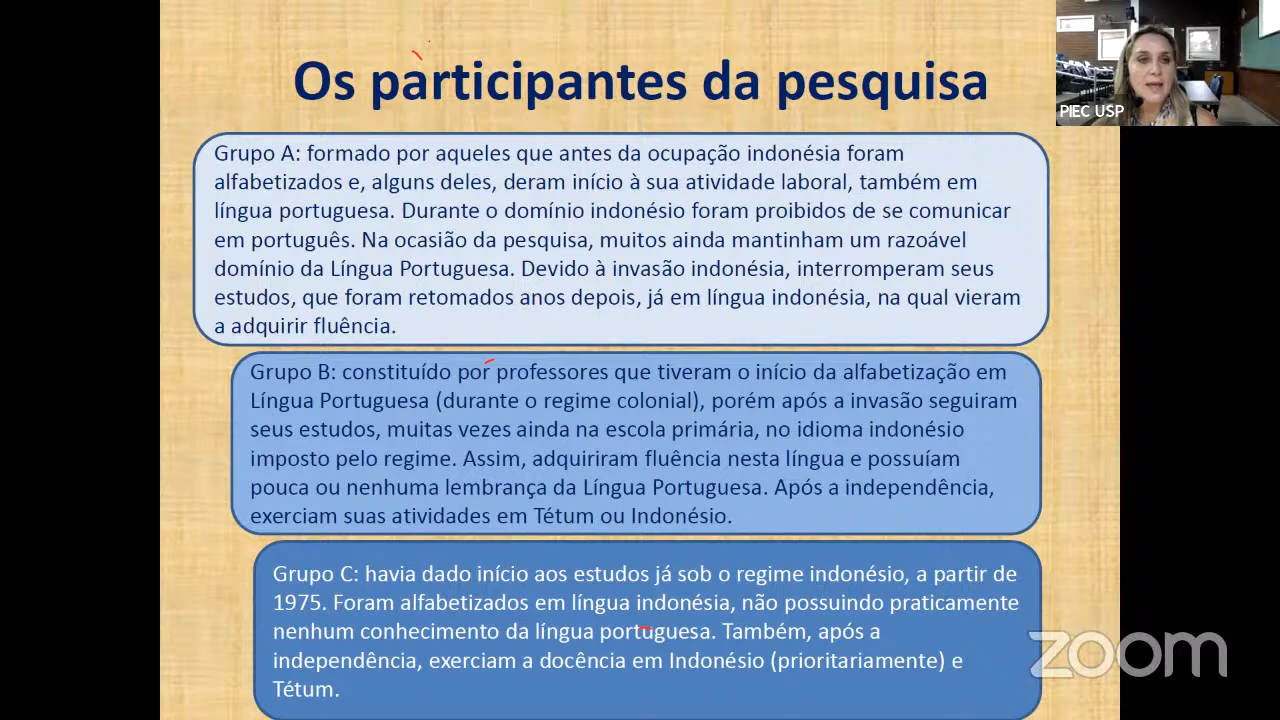 Os participantes da pesquisa
PIEC USP
Grupo A: formado por aqueles que antes da ocupação indonésia foram
alfabetizados e, alguns deles, deram início à sua atividade laboral, também em
língua portuguesa. Durante o domínio indonésio foram proibidos de se comunicar
em português. Na ocasião da pesquisa, muitos ainda mantinham um razoável
domínio da Língua Portuguesa. Devido à invasão indonésia, interromperam seus
estudos, que foram retomados anos depois, já em língua indonésia, na qual vieram
a adquirir fluência.
Grupo B: constituído por professores que tiveram o início da alfabetização em
Língua Portuguesa (durante o regime colonial), porém após a invasão seguiram
seus estudos, muitas vezes ainda na escola primária, no idioma indonésio
imposto pelo regime. Assim, adquiriram fluência nesta língua e possuíam
pouca ou nenhuma lembrança da Língua Portuguesa. Após a independência,
exerciam suas atividades em Tétum ou Indonésio.
Grupo C: havia dado início aos estudos já sob o regime indonésio, a partir de
1975. Foram alfabetizados em língua indonésia, não possuindo praticamente
nenhum conhecimento da língua portuguesa. Também, após a
independência, exerciam a docência em Indonésio (prioritariamente) e
Tétum.
zoom